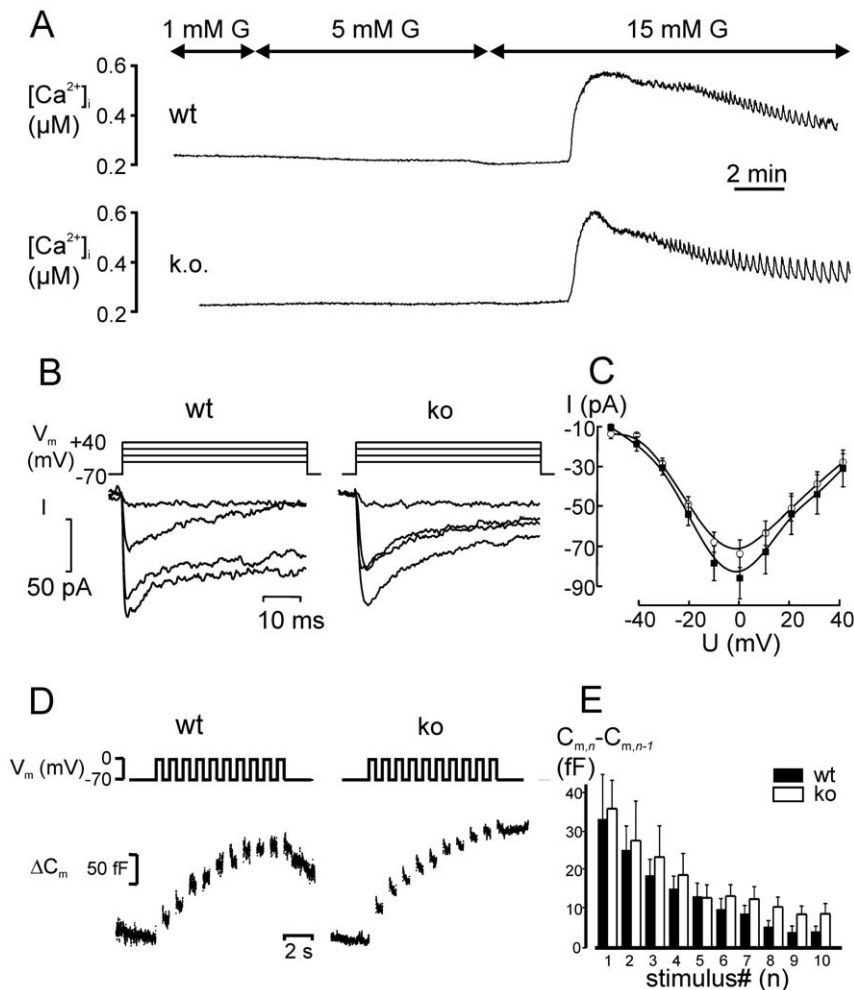 A
1 mM G 5 mM G 15 mM G
0.6
[Ca²⁺]ᵢ 0.4
(µM)
0.2
wt
2 min
0.6
[Ca²⁺]ᵢ 0.4
(µM)
0.2
k.o.
B
wt ko
Vₘ +40
(mV)
-70
I
50 pA
10 ms
C
I (pA)
-10
-30
-50
-70
-90
-40 -20 0 20 40
U (mV)
D
wt ko
Vₘ (mV) 0
-70
ΔCₘ 50 fF
2 s
E
Cₘ,ₙ-Cₘ,ₙ₋₁
(fF)
wt
ko
40
30
20
10
0
1 2 3 4 5 6 7 8 9 10
stimulus# (n)